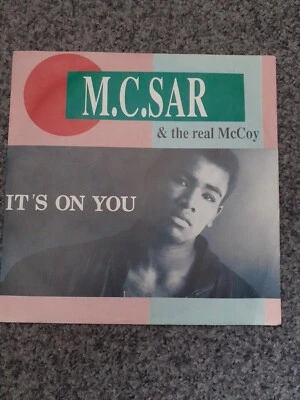 M.C.SAR
& the real McCoy
IT'S ON YOU